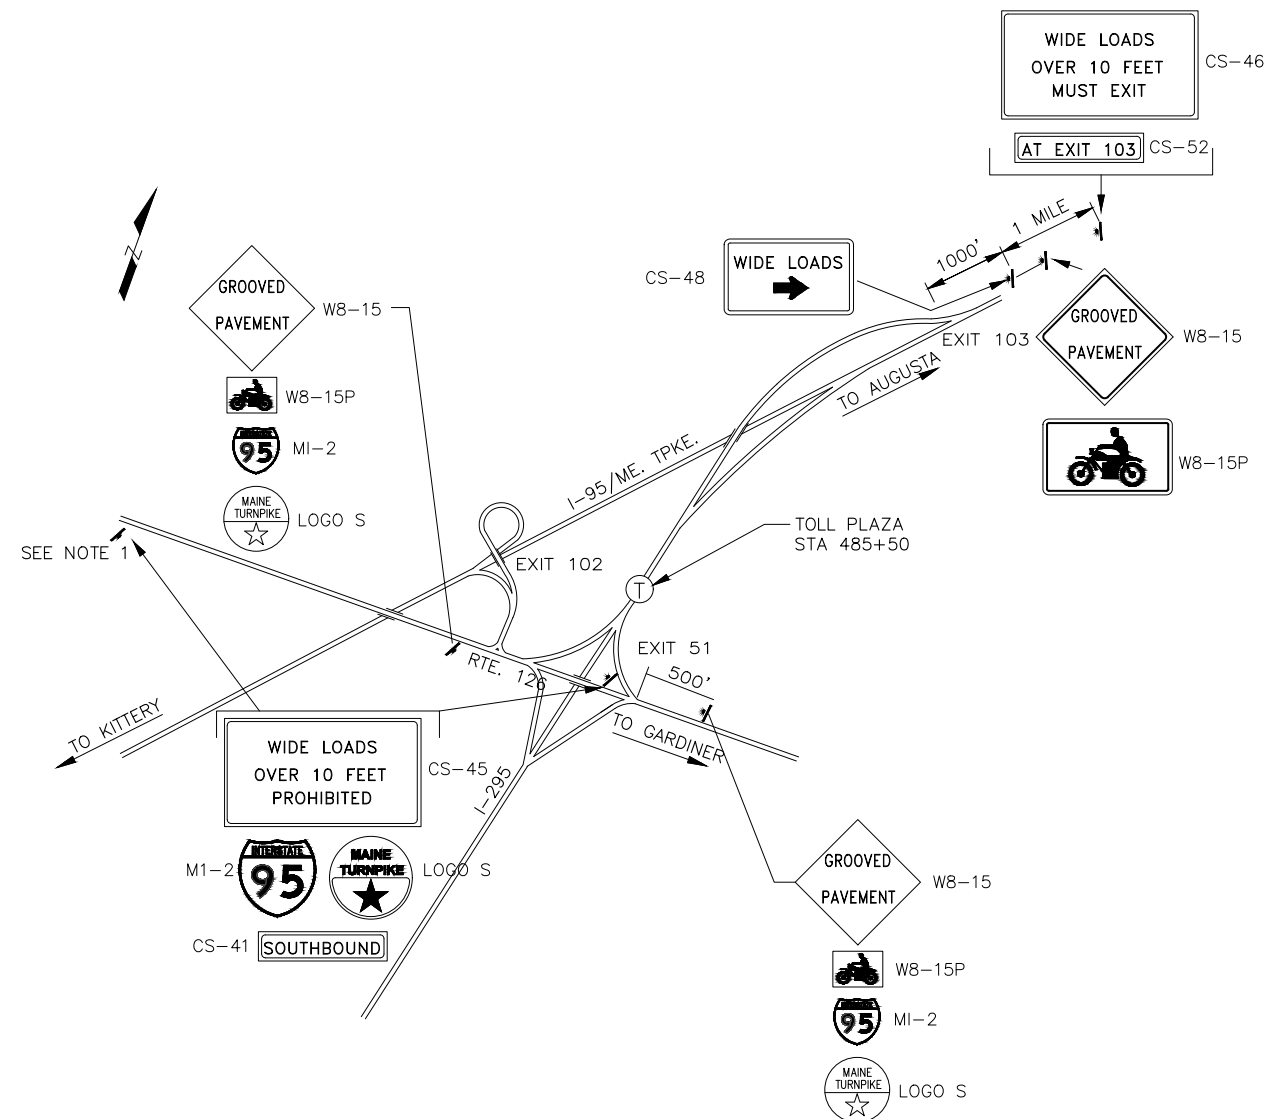 WIDE LOADS
OVER 10 FEET
MUST EXIT
CS-46
AT EXIT 103
CS-52
1 MILE
1000'
WIDE LOADS
CS-48
N
GROOVED
PAVEMENT
W8-15
W8-15P
INTERSTATE
95
MI-2
MAINE
TURNPIKE
LOGO S
EXIT 103
GROOVED
PAVEMENT
W8-15
W8-15P
TO AUGUSTA
I-95/ME. TPKE.
SEE NOTE 1
EXIT 102
TOLL PLAZA
STA 485+50
T
EXIT 51
RTE. 126
500'
TO KITTERY
TO GARDINER
WIDE LOADS
OVER 10 FEET
PROHIBITED
CS-45
I-295
M1-2
INTERSTATE
95
MAINE
TURNPIKE
LOGO S
CS-41
SOUTHBOUND
GROOVED
PAVEMENT
W8-15
W8-15P
INTERSTATE
95
MI-2
MAINE
TURNPIKE
LOGO S